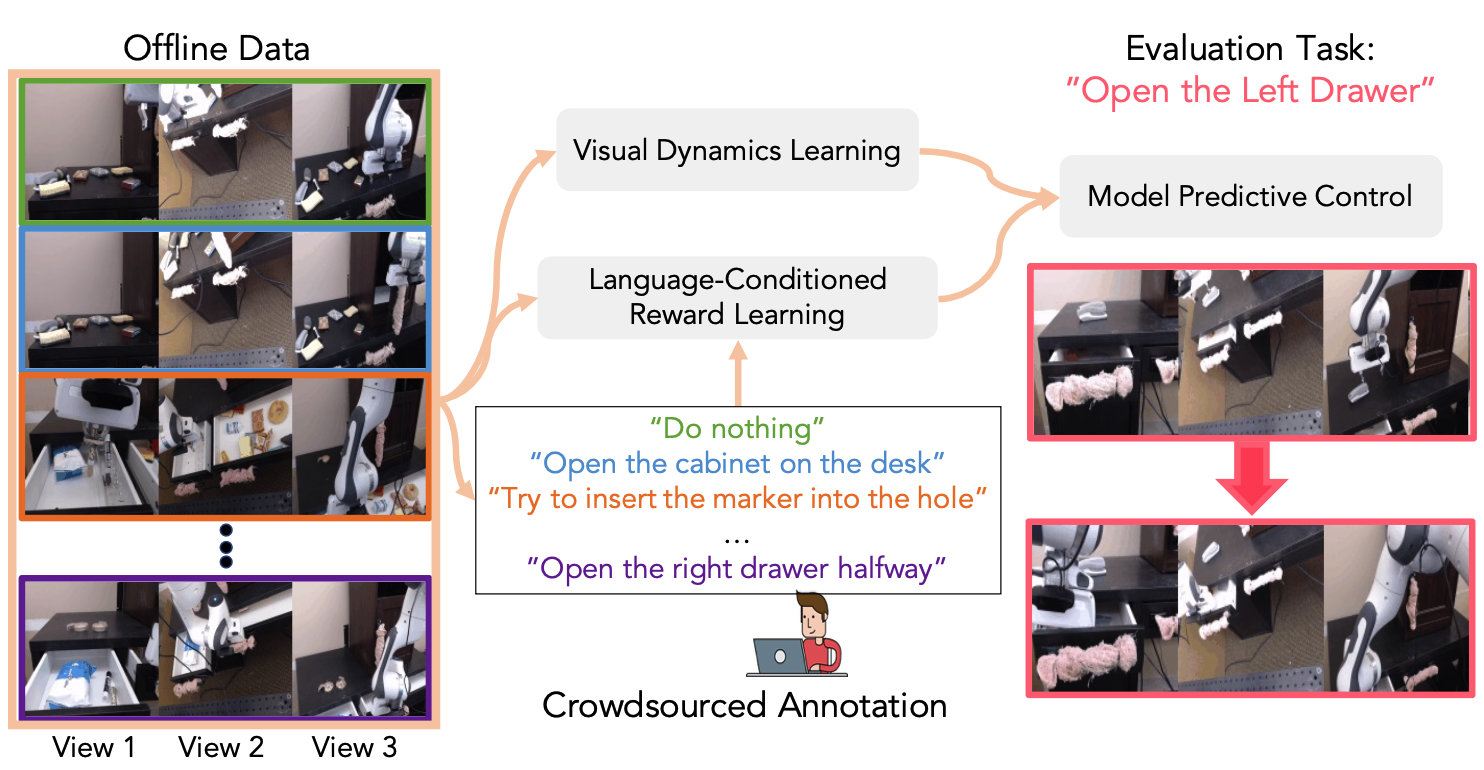 Offline Data
View 1
View 2
View 3
Visual Dynamics Learning
Language-Conditioned
Reward Learning
“Do nothing”
“Open the cabinet on the desk”
“Try to insert the marker into the hole”
...
“Open the right drawer halfway”
Crowdsourced Annotation
Evaluation Task:
“Open the Left Drawer”
Model Predictive Control